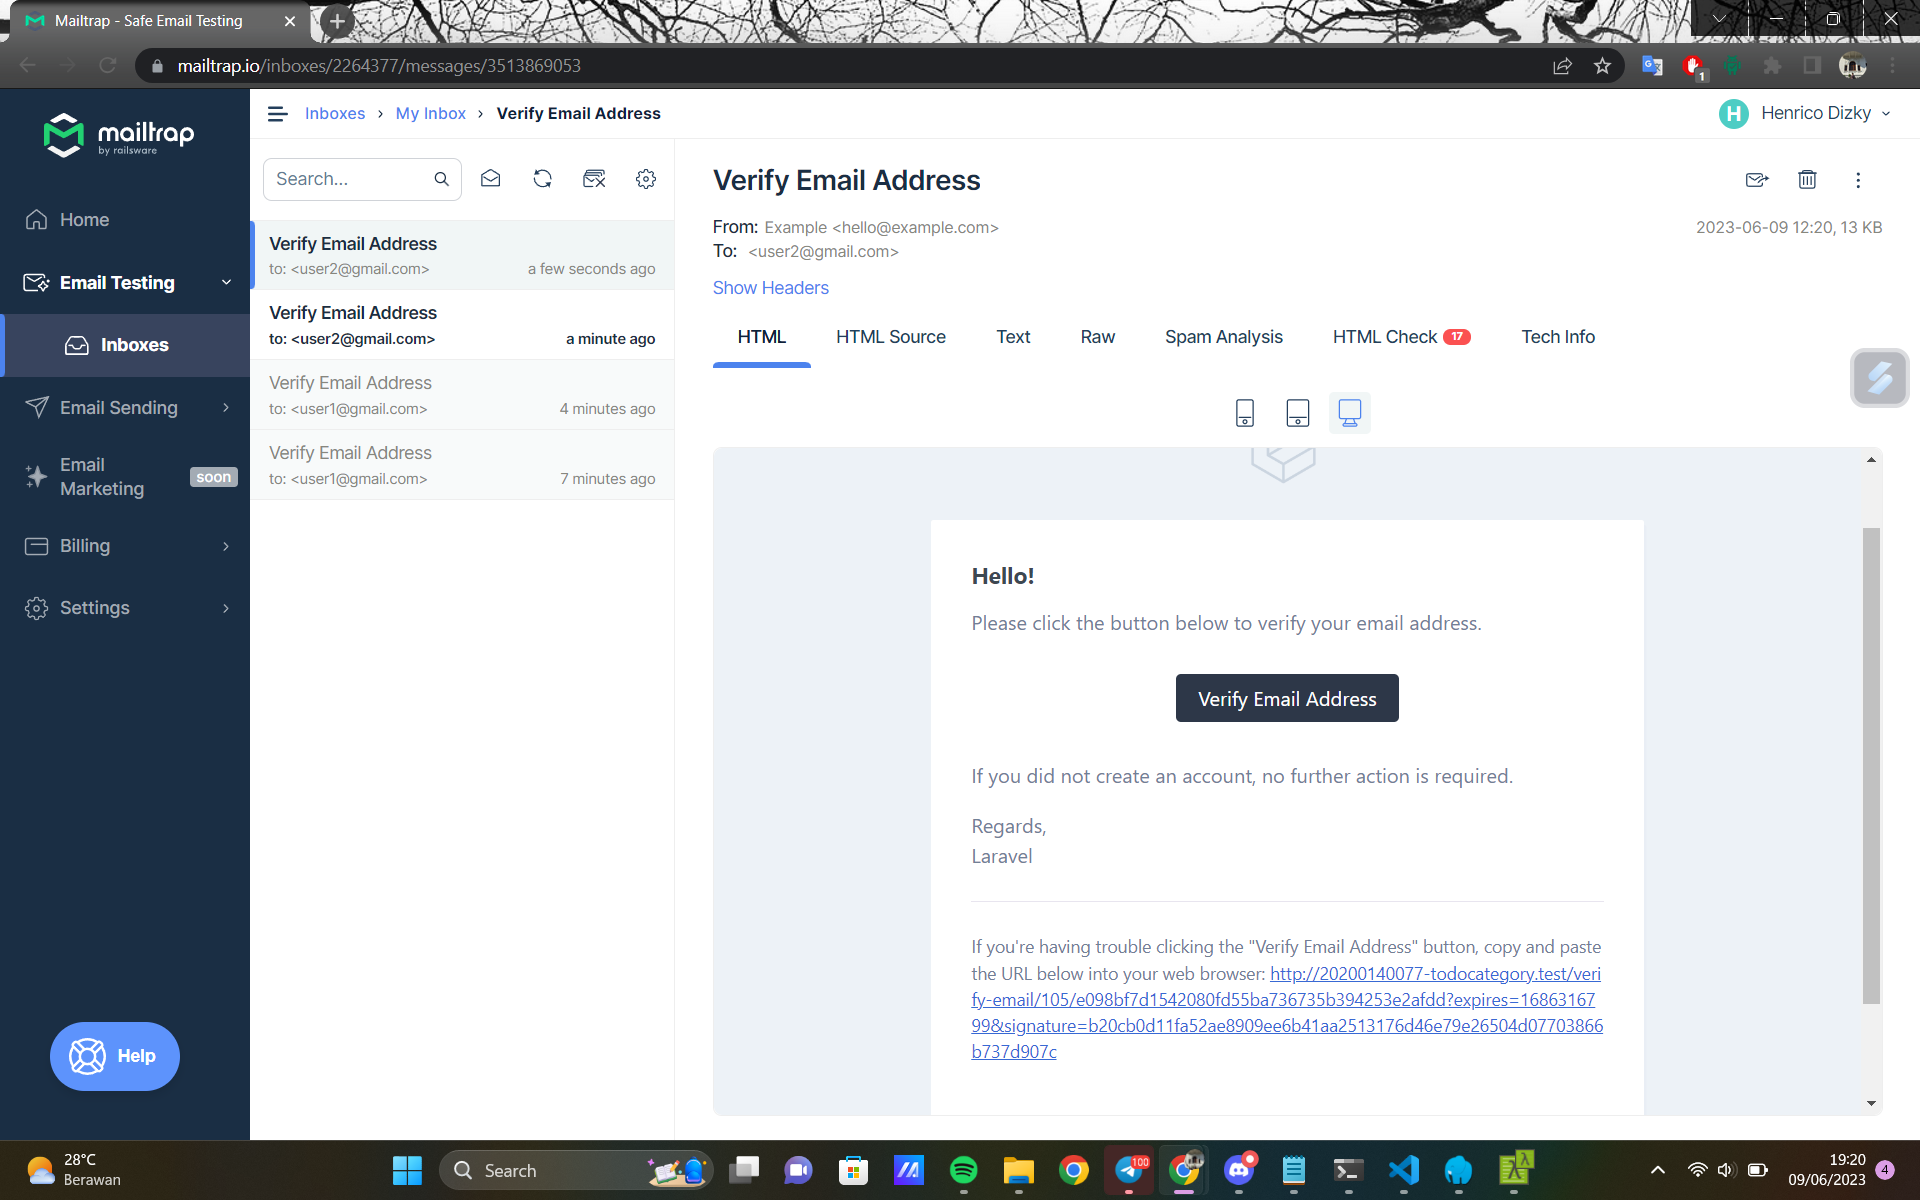 Mailtrap - Safe Email Testing
mailtrap.io/inboxes/2264377/messages/3513869053
1
mailtrap
by railsware
Inboxes › My Inbox › Verify Email Address
H Henrico Dizky
Home
Email Testing
Inboxes
Email Sending
Email Marketing
soon
Billing
Settings
Help
Search...
Verify Email Address
to: <user2@gmail.com> a few seconds ago
Verify Email Address
to: <user2@gmail.com> a minute ago
Verify Email Address
to: <user1@gmail.com> 4 minutes ago
Verify Email Address
to: <user1@gmail.com> 7 minutes ago
Verify Email Address
From: Example <hello@example.com> 2023-06-09 12:20, 13 KB
To: <user2@gmail.com>
Show Headers
HTML HTML Source Text Raw Spam Analysis HTML Check 17 Tech Info
Hello!
Please click the button below to verify your email address.
Verify Email Address
If you did not create an account, no further action is required.
Regards,
Laravel
If you're having trouble clicking the "Verify Email Address" button, copy and paste
the URL below into your web browser: http://20200140077-todocategory.test/veri
fy-email/105/e098bf7d1542080fd55ba736735b394253e2afdd?expires=16863167
99&signature=b20cb0d11fa52ae8909ee6b41aa2513176d46e79e26504d07703866
b737d907c
28°C
Berawan
Search
100
19:20
09/06/2023
4